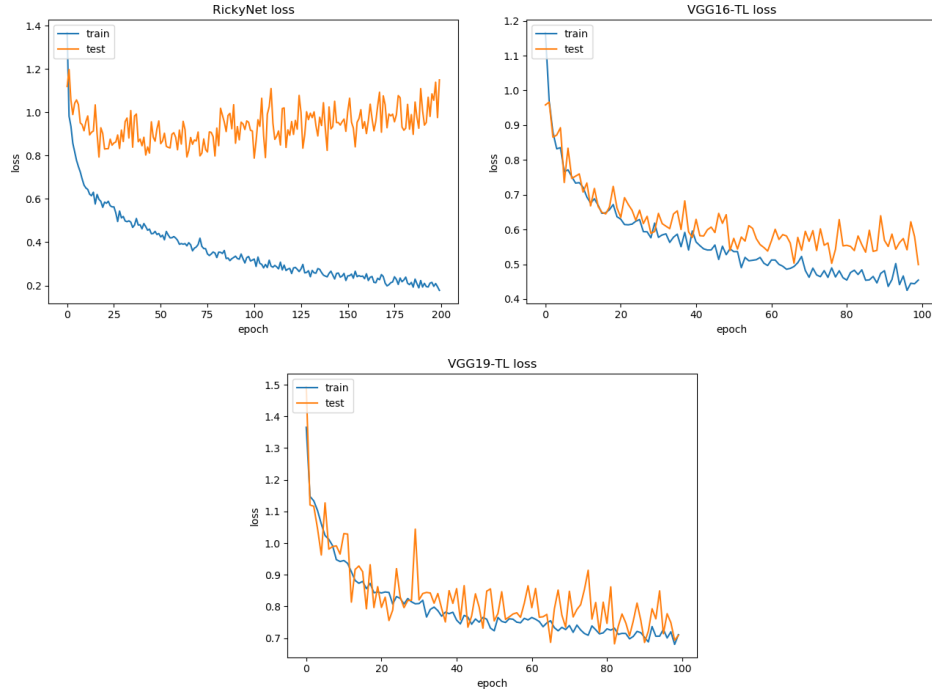 RickyNet loss
train
test
1.4
1.2
1.0
0.8
0.6
0.4
0.2
loss
0 25 50 75 100 125 150 175 200
epoch
VGG16-TL loss
train
test
1.2
1.1
1.0
0.9
0.8
0.7
0.6
0.5
0.4
loss
0 20 40 60 80 100
epoch
VGG19-TL loss
train
test
1.5
1.4
1.3
1.2
1.1
1.0
0.9
0.8
0.7
loss
0 20 40 60 80 100
epoch